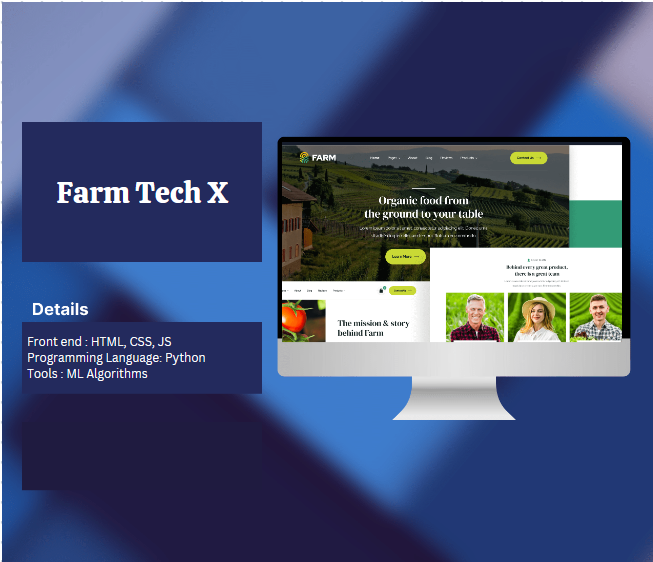 Farm Tech X
Details
Front end : HTML, CSS, JS
Programming Language: Python
Tools : ML Algorithms
FARM
Home Pages About Blog Reviews Products
Contact Us
Organic food from
the ground to your table
Learn More
The mission & story
behind Farm
Behind every great product,
there is a great team